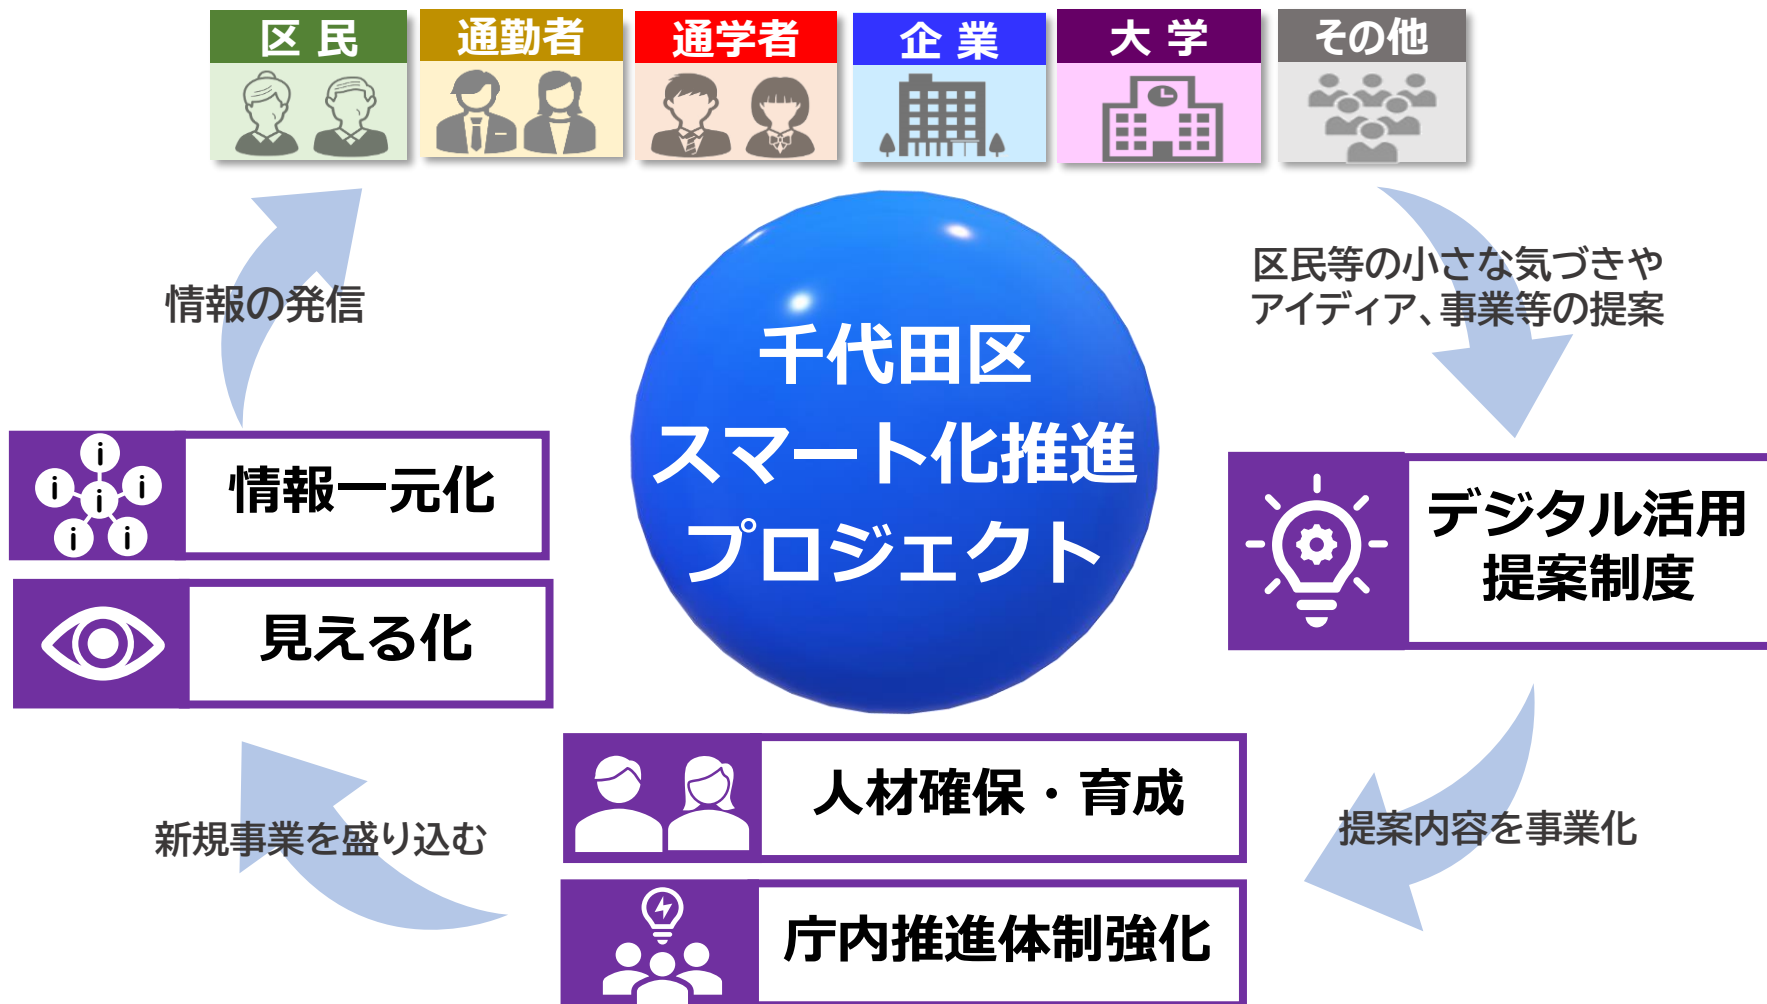 区民
通勤者
通学者
企業
大学
その他
情報の発信
区民等の小さな気づきや
アイディア、事業等の提案
千代田区
スマート化推進
プロジェクト
情報一元化
見える化
デジタル活用
提案制度
人材確保・育成
庁内推進体制強化
新規事業を盛り込む
提案内容を事業化
i
i
i
i
i
i